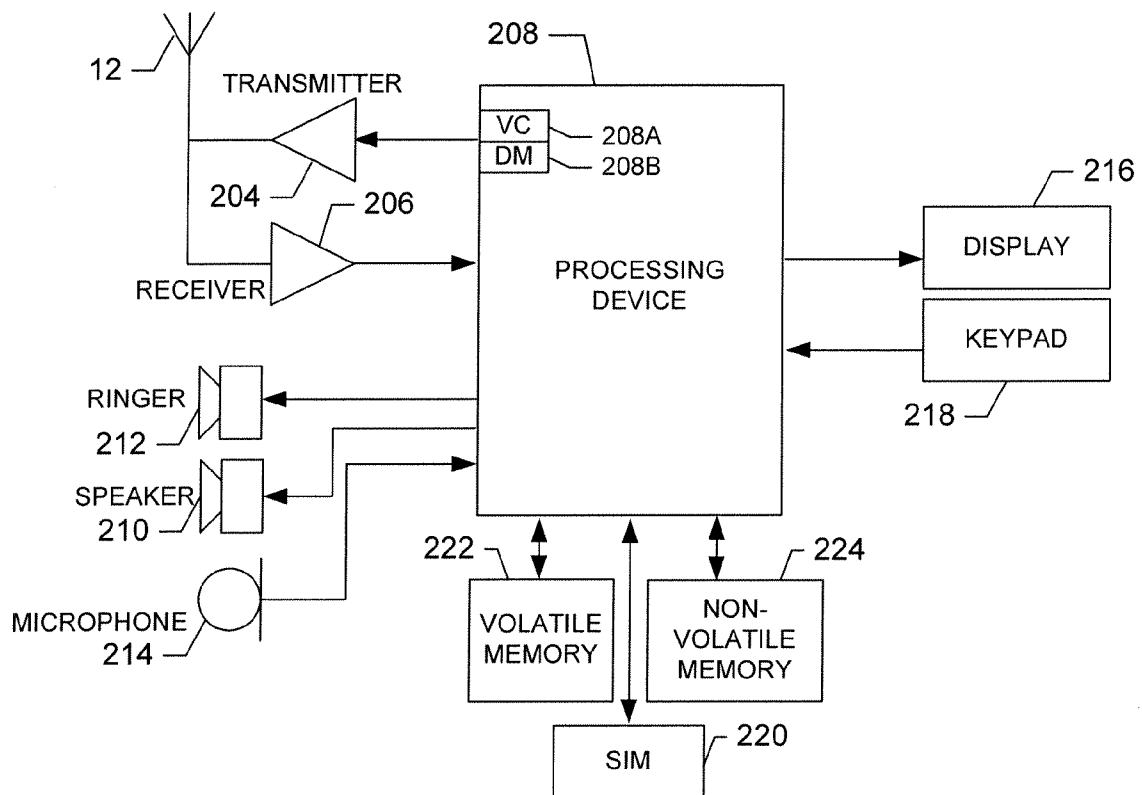 12
TRANSMITTER
204
206
RECEIVER
208
VC
208A
DM
208B
PROCESSING
DEVICE
216
DISPLAY
KEYPAD
218
RINGER
212
SPEAKER
210
MICROPHONE
214
222
VOLATILE
MEMORY
224
NON-
VOLATILE
MEMORY
SIM
220